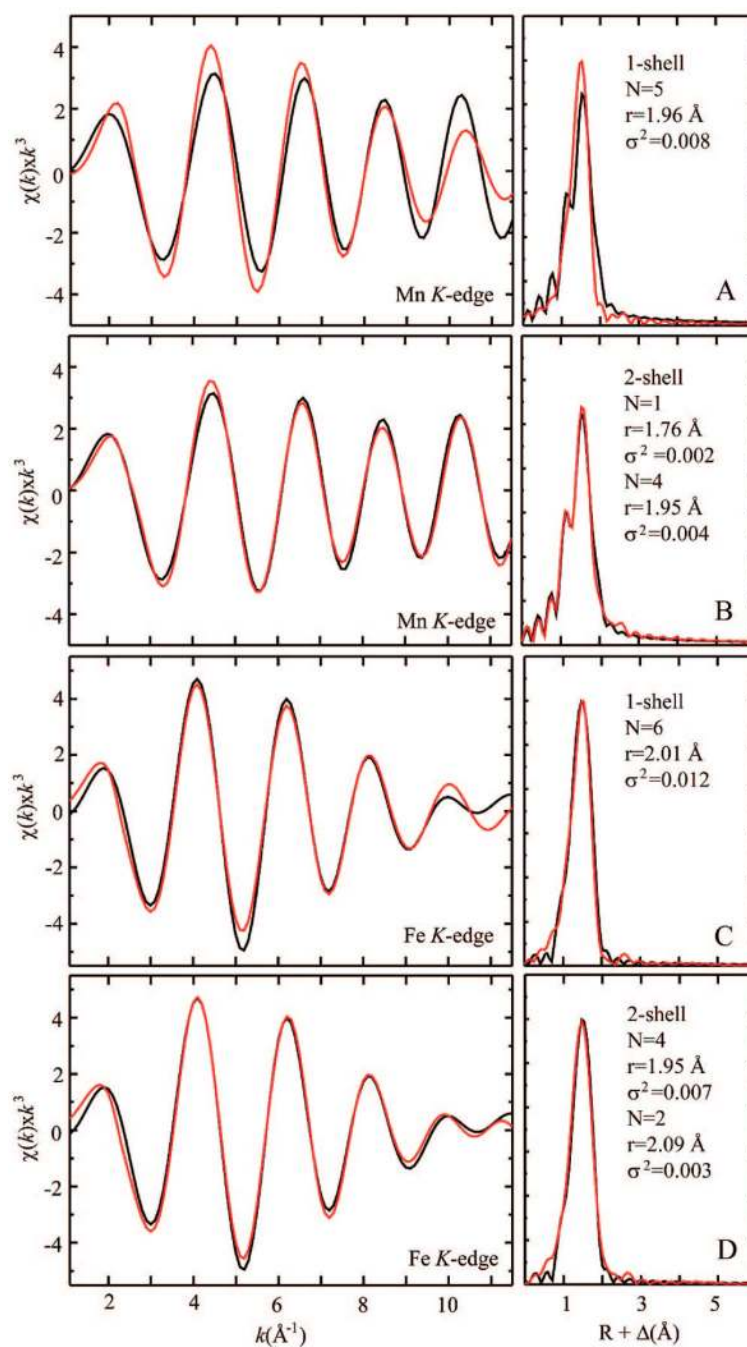 4
2
0
-2
-4
χ(k)xk³
Mn K-edge
1-shell
N=5
r=1.96 Å
σ²=0.008
A
4
2
0
-2
-4
χ(k)xk³
Mn K-edge
2-shell
N=1
r=1.76 Å
σ²=0.002
N=4
r=1.95 Å
σ²=0.004
B
4
2
0
-2
-4
χ(k)xk³
Fe K-edge
1-shell
N=6
r=2.01 Å
σ²=0.012
C
4
2
0
-2
-4
χ(k)xk³
Fe K-edge
2 4 6 8 10
k(Å⁻¹)
2-shell
N=4
r=1.95 Å
σ²=0.007
N=2
r=2.09 Å
σ²=0.003
D
1 3 5
R + Δ(Å)